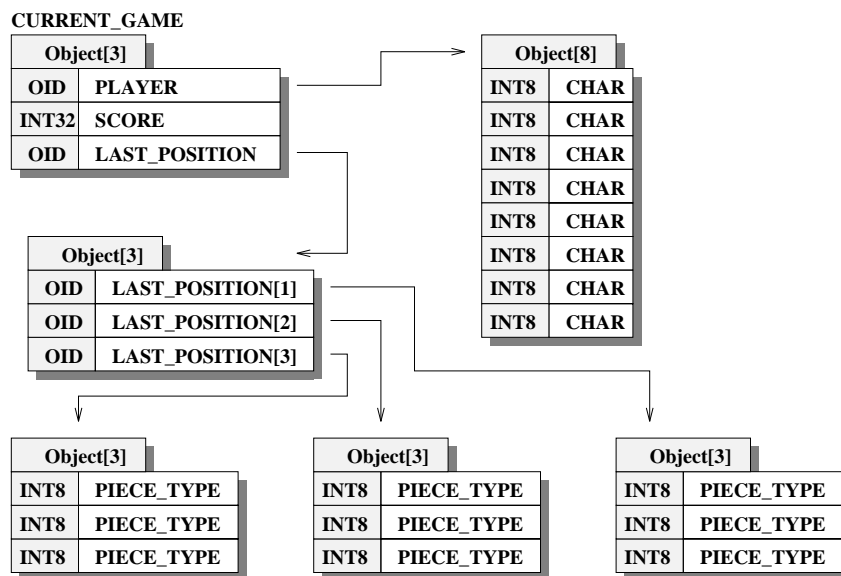 CURRENT_GAME
Object[3]
OID PLAYER
INT32 SCORE
OID LAST_POSITION
Object[8]
INT8 CHAR
INT8 CHAR
INT8 CHAR
INT8 CHAR
INT8 CHAR
INT8 CHAR
INT8 CHAR
INT8 CHAR
Object[3]
OID LAST_POSITION[1]
OID LAST_POSITION[2]
OID LAST_POSITION[3]
Object[3]
INT8 PIECE_TYPE
INT8 PIECE_TYPE
INT8 PIECE_TYPE
Object[3]
INT8 PIECE_TYPE
INT8 PIECE_TYPE
INT8 PIECE_TYPE
Object[3]
INT8 PIECE_TYPE
INT8 PIECE_TYPE
INT8 PIECE_TYPE